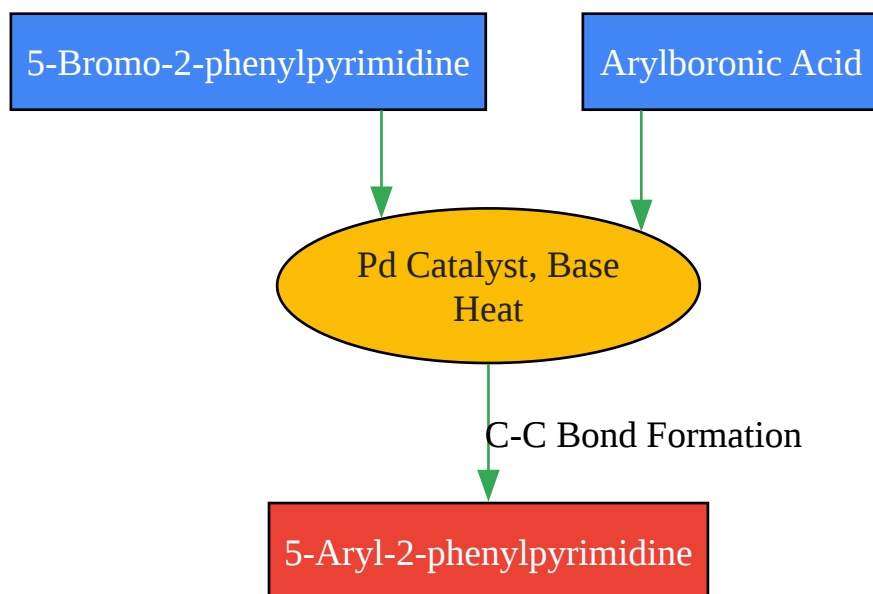 5-Bromo-2-phenylpyrimidine
Arylboronic Acid
Pd Catalyst, Base
Heat
C-C Bond Formation
5-Aryl-2-phenylpyrimidine